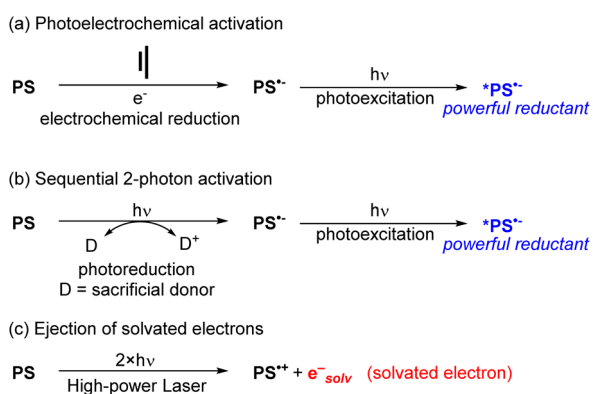 (a) Photoelectrochemical activation
PS e⁻ PS•- hν *PS•-
electrochemical reduction photoexcitation powerful reductant
(b) Sequential 2-photon activation
PS hν PS•- hν *PS•-
D D⁺ photoexcitation powerful reductant
photoreduction
D = sacrificial donor
(c) Ejection of solvated electrons
PS 2×hν PS•+ + e⁻solv (solvated electron)
High-power Laser